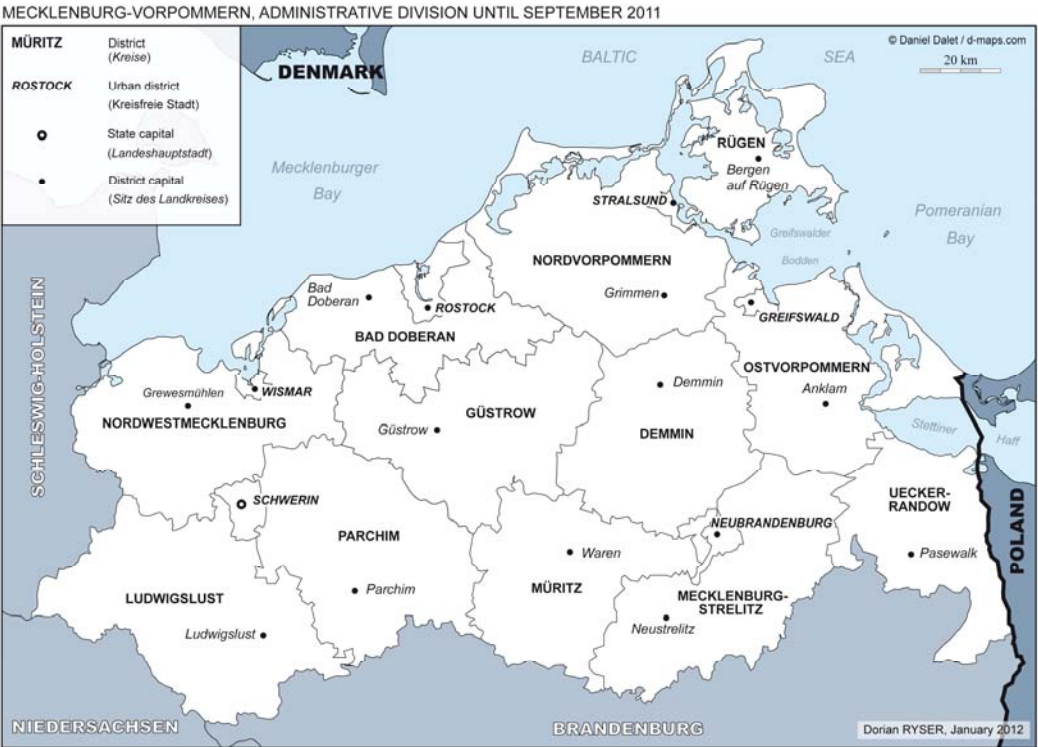 MECKLENBURG-VORPOMMERN, ADMINISTRATIVE DIVISION UNTIL SEPTEMBER 2011
MÜRITZ District
(Kreise)
ROSTOCK Urban district
(Kreisfreie Stadt)
State capital
(Landeshauptstadt)
District capital
(Sitz des Landkreises)
DENMARK
BALTIC SEA
© Daniel Dalet / d-maps.com
20 km
Mecklenburger
Bay
RÜGEN
Bergen
auf Rügen
STRALSUND
Pomeranian
Bay
Greifswalder
Bodden
NORDVORPOMMERN
Grimmen
GREIFSWALD
SCHLESWIG-HOLSTEIN
Bad
Doberan
ROSTOCK
BAD DOBERAN
WISMAR
Grewesmühlen
NORDWESTMECKLENBURG
GÜSTROW
Güstrow
Demmin
DEMMIN
OSTVORPOMMERN
Anklam
Stettiner
Haff
SCHWERIN
PARCHIM
Parchim
NEUBRANDENBURG
UECKER-
RANDOW
Pasewalk
POLAND
LUDWIGSLUST
Ludwigslust
Waren
MÜRITZ
MECKLENBURG-
STRELITZ
Neustrelitz
NIEDERSACHSEN
BRANDENBURG
Dorian RYSER, January 2012